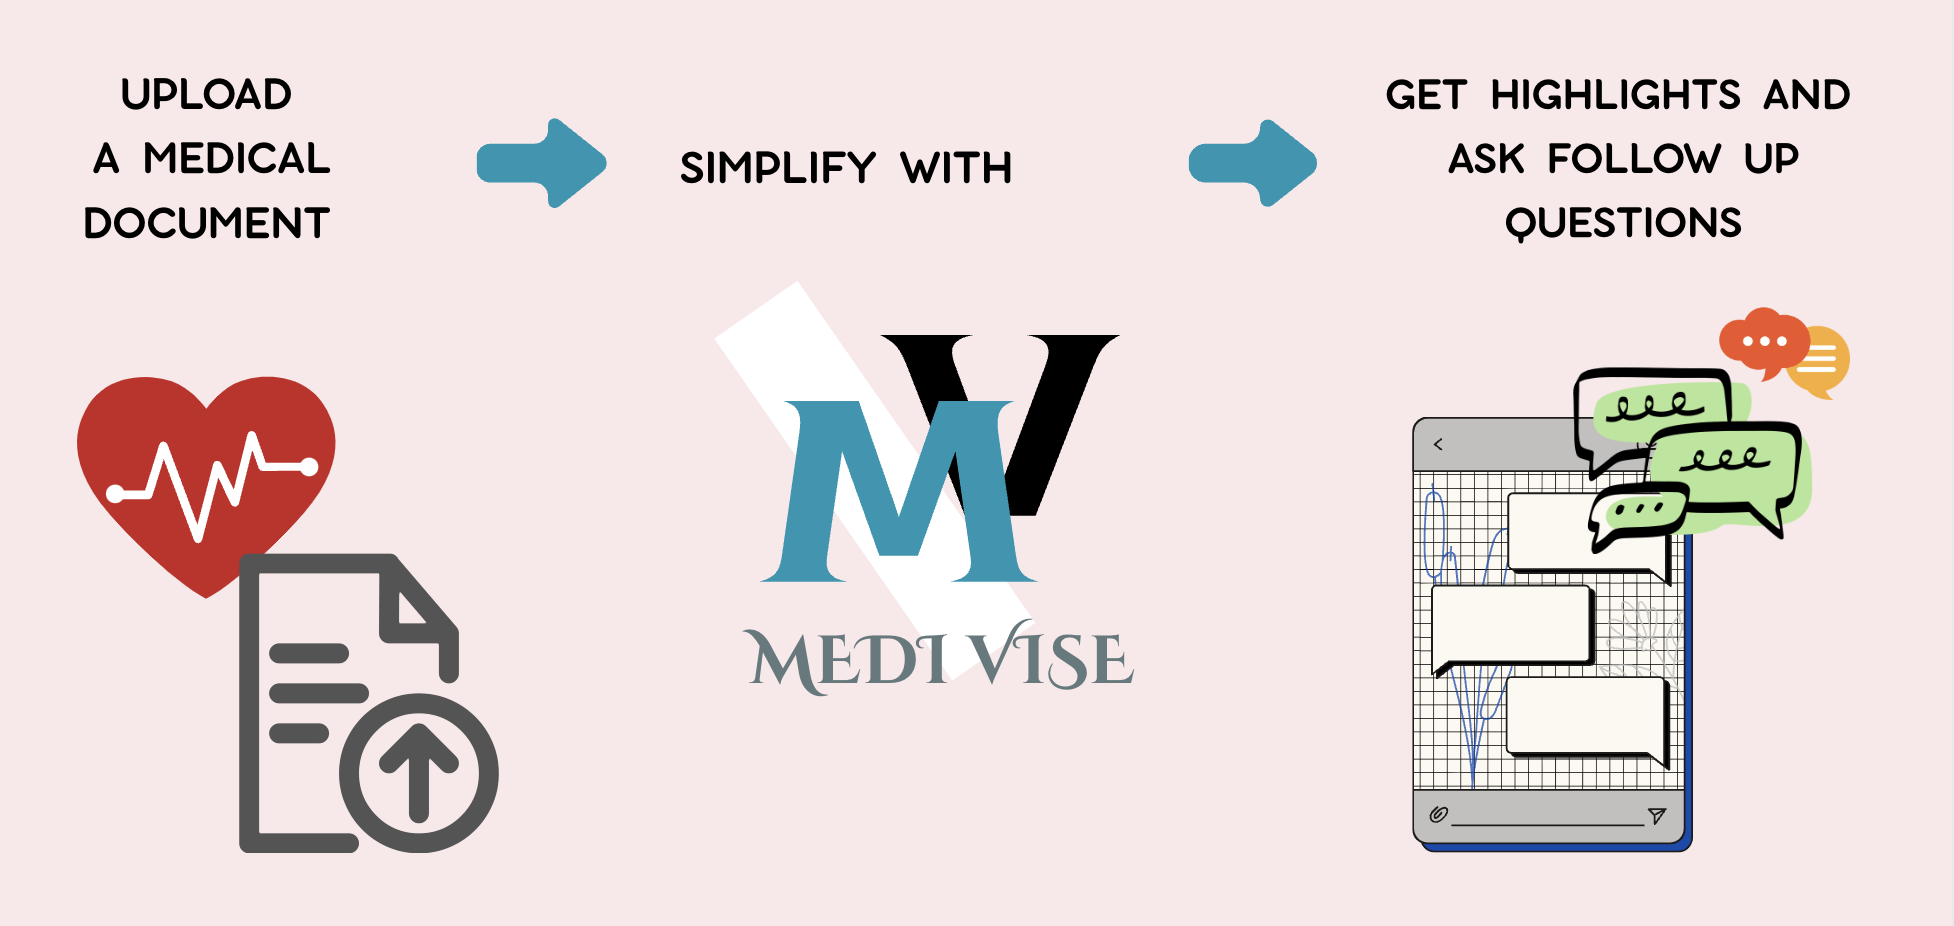 UPLOAD
A MEDICAL
DOCUMENT
SIMPLIFY WITH
GET HIGHLIGHTS AND
ASK FOLLOW UP
QUESTIONS
MV
MEDI VISE